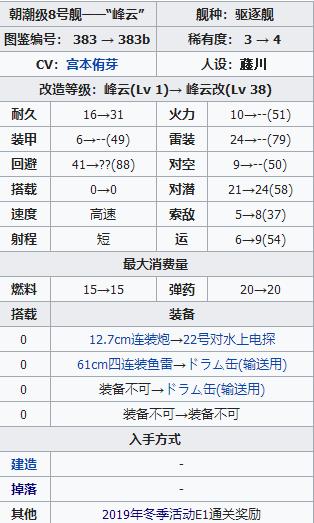 朝潮级8号舰——“峰云” 舰种：驱逐舰
图鉴编号： 383 → 383b 稀有度： 3 → 4
CV：宫本侑芽 人设：藤川
改造等级：峰云(Lv 1)→ 峰云改(Lv 38)
耐久 16→31 火力 10→--(51)
装甲 6→--(49) 雷装 24→--(79)
回避 41→??(88) 对空 9→--(50)
搭载 0→0 对潜 21→24(58)
速度 高速 索敌 5→8(37)
射程 短 运 6→9(54)
最大消费量
燃料 15→15 弹药 20→20
搭载 装备
0 12.7cm连装炮→22号对水上电探
0 61cm四连装鱼雷→ドラム缶(输送用)
0 装备不可→ドラム缶(输送用)
0 装备不可→装备不可
入手方式
建造 -
掉落 -
其他 2019年冬季活动E1通关奖励